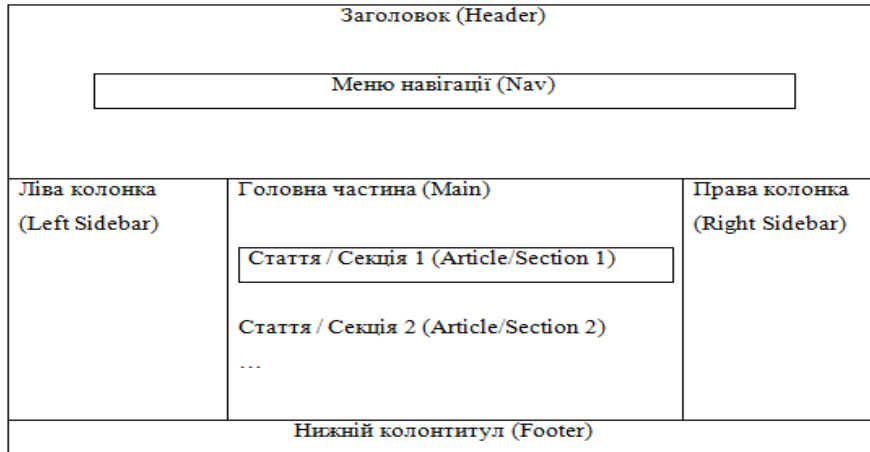 Заголовок (Header)
Меню навігації (Nav)
Ліва колонка
(Left Sidebar)
Головна частина (Main)
Стаття / Секція 1 (Article/Section 1)
Стаття / Секція 2 (Article/Section 2)
…
Права колонка
(Right Sidebar)
Нижній колонтитул (Footer)